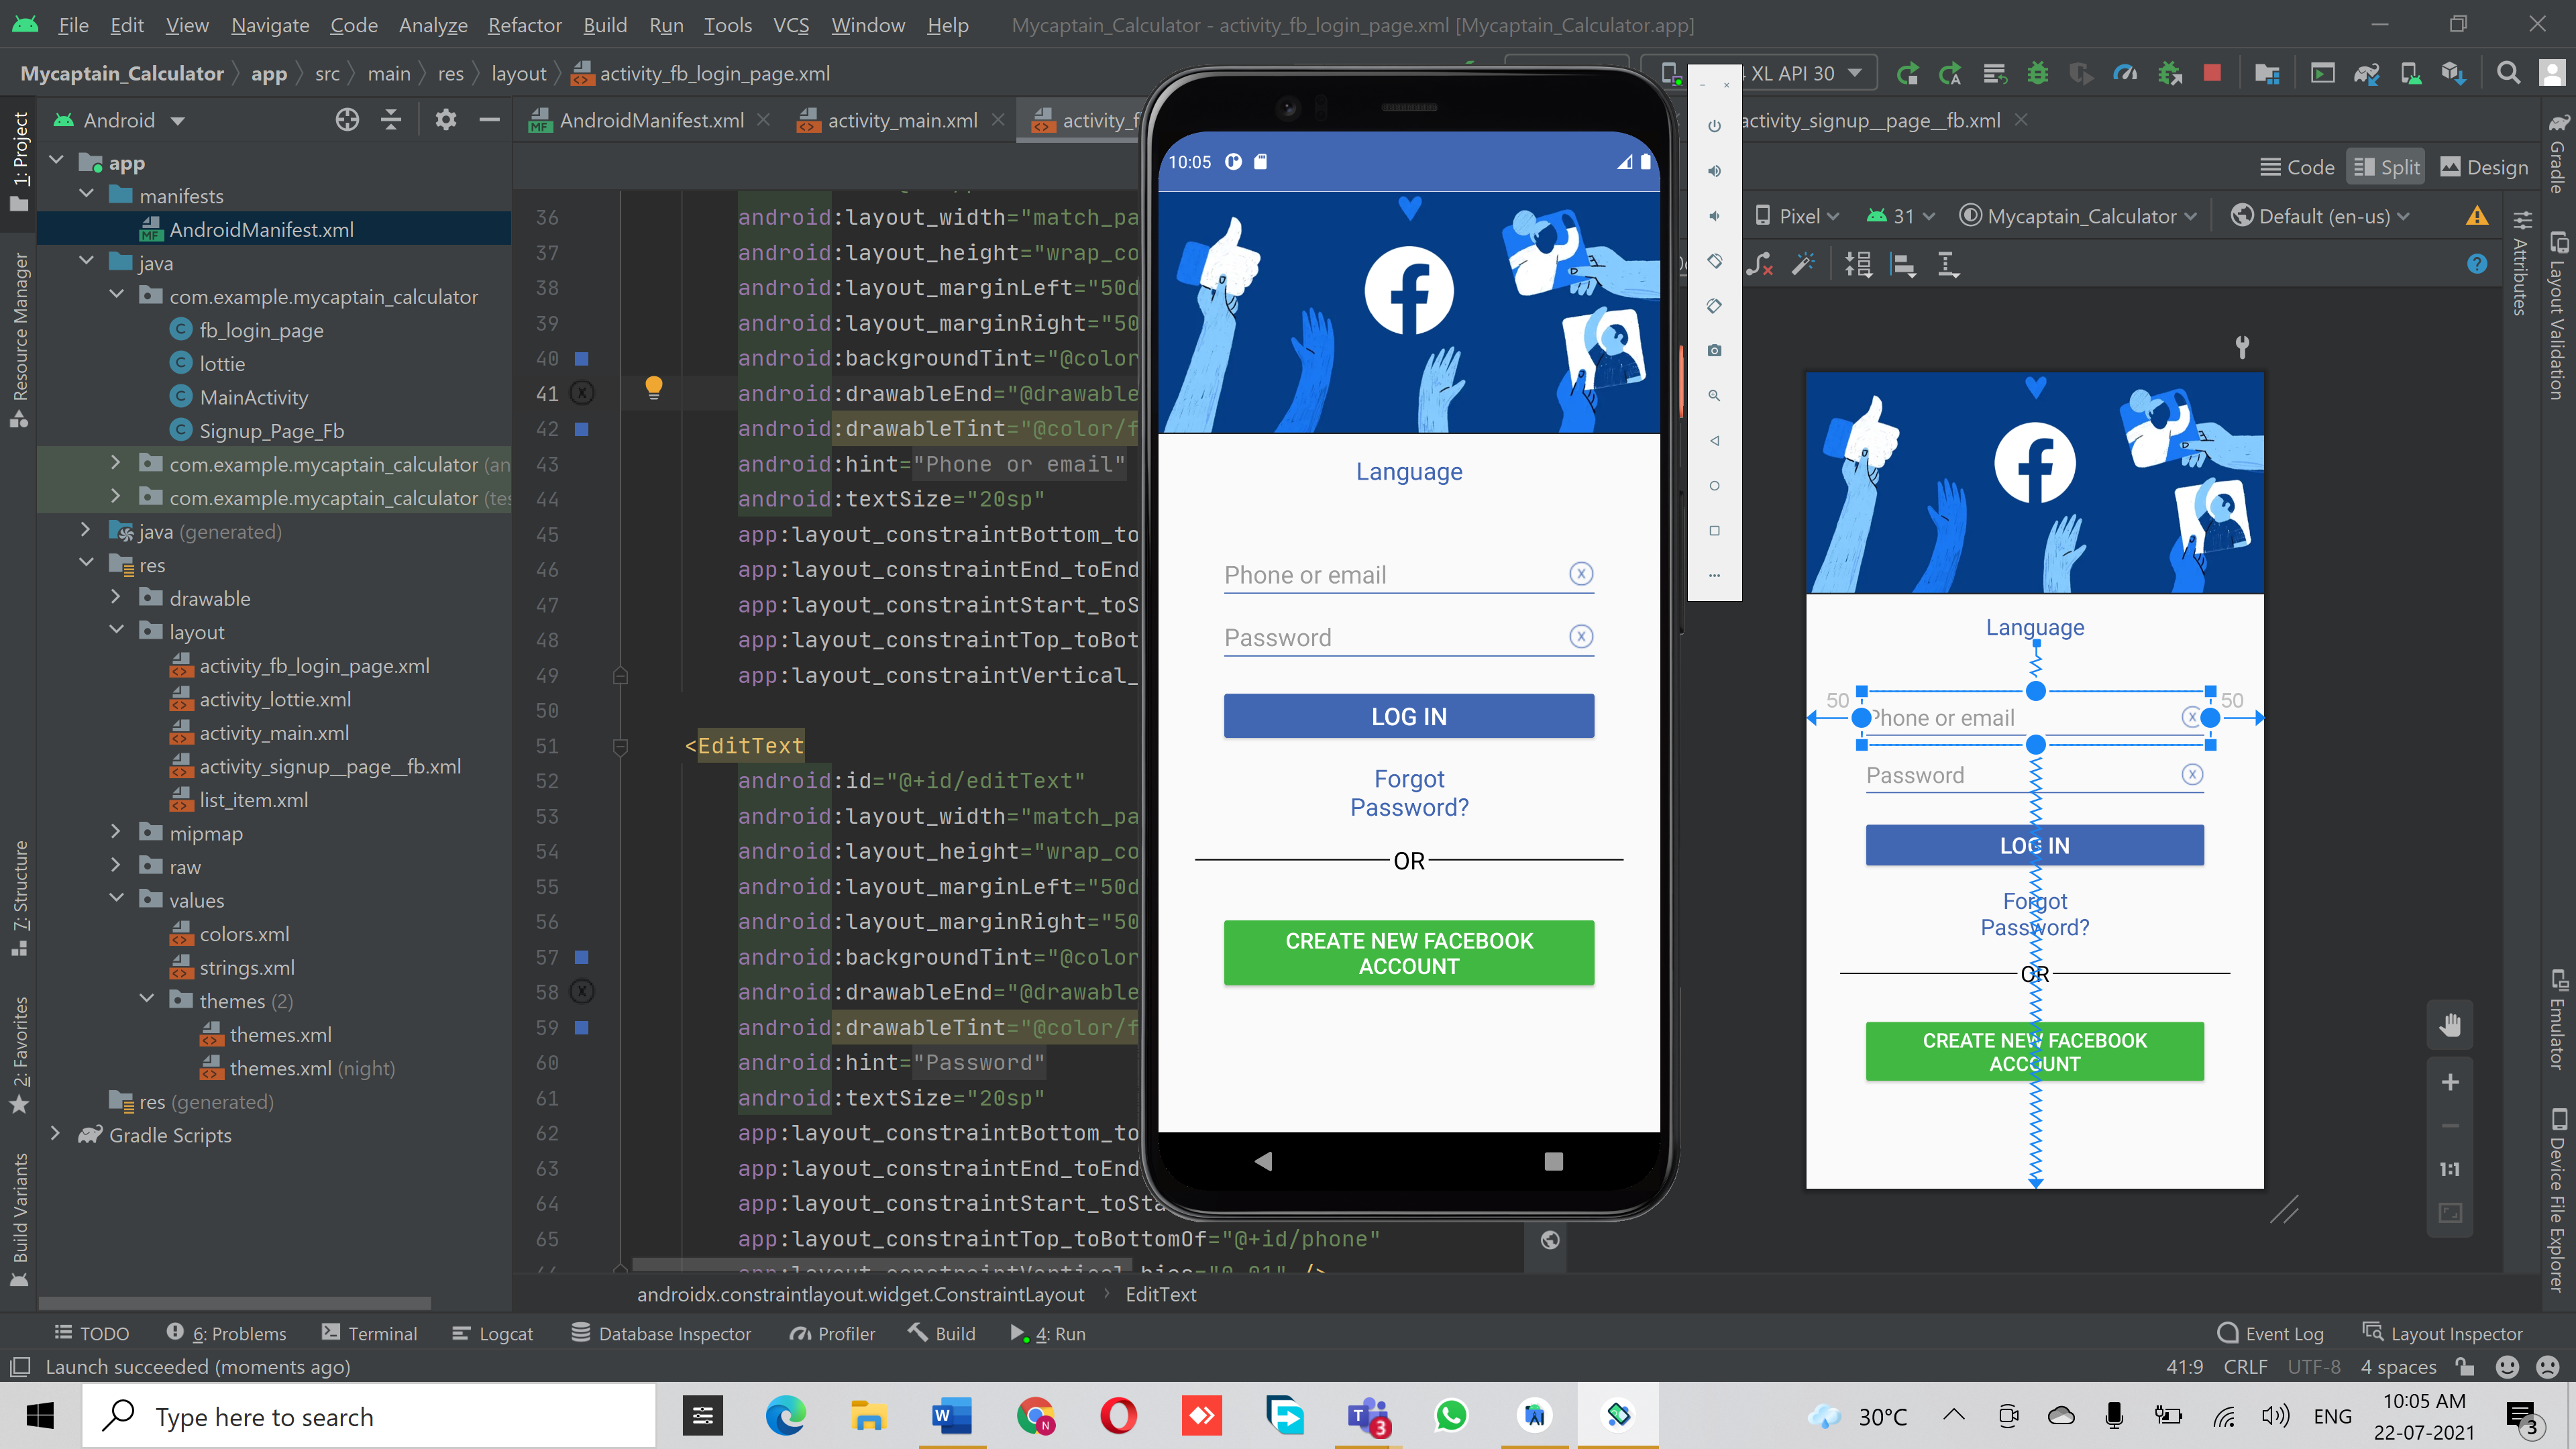 File Edit View Navigate Code Analyze Refactor Build Run Tools VCS Window Help Mycaptain_Calculator - activity_fb_login_page.xml [Mycaptain_Calculator.app]
Mycaptain_Calculator app src main res layout activity_fb_login_page.xml XL API 30
Android AndroidManifest.xml activity_main.xml activity_f activity_signup__page__fb.xml
Code Split Design
Pixel 31 Mycaptain_Calculator Default (en-us)
1: Project
Resource Manager
7: Structure
2: Favorites
Build Variants
app
manifests
AndroidManifest.xml
java
com.example.mycaptain_calculator
fb_login_page
lottie
MainActivity
Signup_Page_Fb
com.example.mycaptain_calculator (an
com.example.mycaptain_calculator (tes
java (generated)
res
drawable
layout
activity_fb_login_page.xml
activity_lottie.xml
activity_main.xml
activity_signup__page__fb.xml
list_item.xml
mipmap
raw
values
colors.xml
strings.xml
themes (2)
themes.xml
themes.xml (night)
res (generated)
Gradle Scripts
36 android:layout_width="match_pa
37 android:layout_height="wrap_co
38 android:layout_marginLeft="50d
39 android:layout_marginRight="50
40 android:backgroundTint="@color
41 android:drawableEnd="@drawable
42 android:drawableTint="@color/f
43 android:hint="Phone or email"
44 android:textSize="20sp"
45 app:layout_constraintBottom_to
46 app:layout_constraintEnd_toEnd
47 app:layout_constraintStart_toS
48 app:layout_constraintTop_toBot
49 app:layout_constraintVertical_
50
51 <EditText
52 android:id="@+id/editText"
53 android:layout_width="match_pa
54 android:layout_height="wrap_co
55 android:layout_marginLeft="50d
56 android:layout_marginRight="50
57 android:backgroundTint="@color
58 android:drawableEnd="@drawable
59 android:drawableTint="@color/f
60 android:hint="Password"
61 android:textSize="20sp"
62 app:layout_constraintBottom_to
63 app:layout_constraintEnd_toEnd
64 app:layout_constraintStart_toSta
65 app:layout_constraintTop_toBottomOf="@+id/phone"
androidx.constraintlayout.widget.ConstraintLayout EditText
10:05
Language
Phone or email
Password
LOG IN
Forgot
Password?
OR
CREATE NEW FACEBOOK
ACCOUNT
Language
50 50
Phone or email
Password
LOG IN
Forgot
Password?
OR
CREATE NEW FACEBOOK
ACCOUNT
1:1
Gradle
Layout Validation
Attributes
Emulator
Device File Explorer
TODO 6: Problems Terminal Logcat Database Inspector Profiler Build 4: Run Event Log Layout Inspector
Launch succeeded (moments ago) 41:9 CRLF UTF-8 4 spaces
Type here to search 3 30°C ENG 10:05 AM
22-07-2021 3